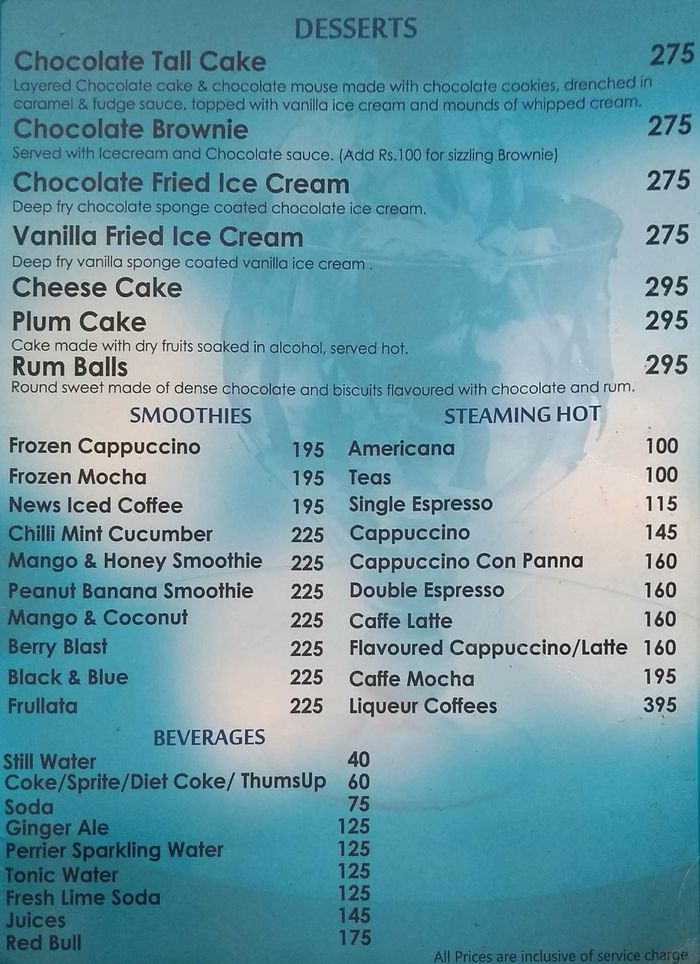 DESSERTS
Chocolate Tall Cake 275
Layered Chocolate cake & chocolate mouse made with chocolate cookies, drenched in
caramel & fudge sauce, topped with vanilla ice cream and mounds of whipped cream.
Chocolate Brownie 275
Served with Icecream and Chocolate sauce. (Add Rs.100 for sizzling Brownie)
Chocolate Fried Ice Cream 275
Deep fry chocolate sponge coated chocolate ice cream.
Vanilla Fried Ice Cream 275
Deep fry vanilla sponge coated vanilla ice cream .
Cheese Cake 295
Plum Cake 295
Cake made with dry fruits soaked in alcohol, served hot.
Rum Balls 295
Round sweet made of dense chocolate and biscuits flavoured with chocolate and rum.
SMOOTHIES
Frozen Cappuccino 195
Frozen Mocha 195
News Iced Coffee 195
Chilli Mint Cucumber 225
Mango & Honey Smoothie 225
Peanut Banana Smoothie 225
Mango & Coconut 225
Berry Blast 225
Black & Blue 225
Frullata 225
STEAMING HOT
Americana 100
Teas 100
Single Espresso 115
Cappuccino 145
Cappuccino Con Panna 160
Double Espresso 160
Caffe Latte 160
Flavoured Cappuccino/Latte 160
Caffe Mocha 195
Liqueur Coffees 395
BEVERAGES
Still Water 40
Coke/Sprite/Diet Coke/ ThumsUp 60
Soda 75
Ginger Ale 125
Perrier Sparkling Water 125
Tonic Water 125
Fresh Lime Soda 125
Juices 145
Red Bull 175
All Prices are inclusive of service charge